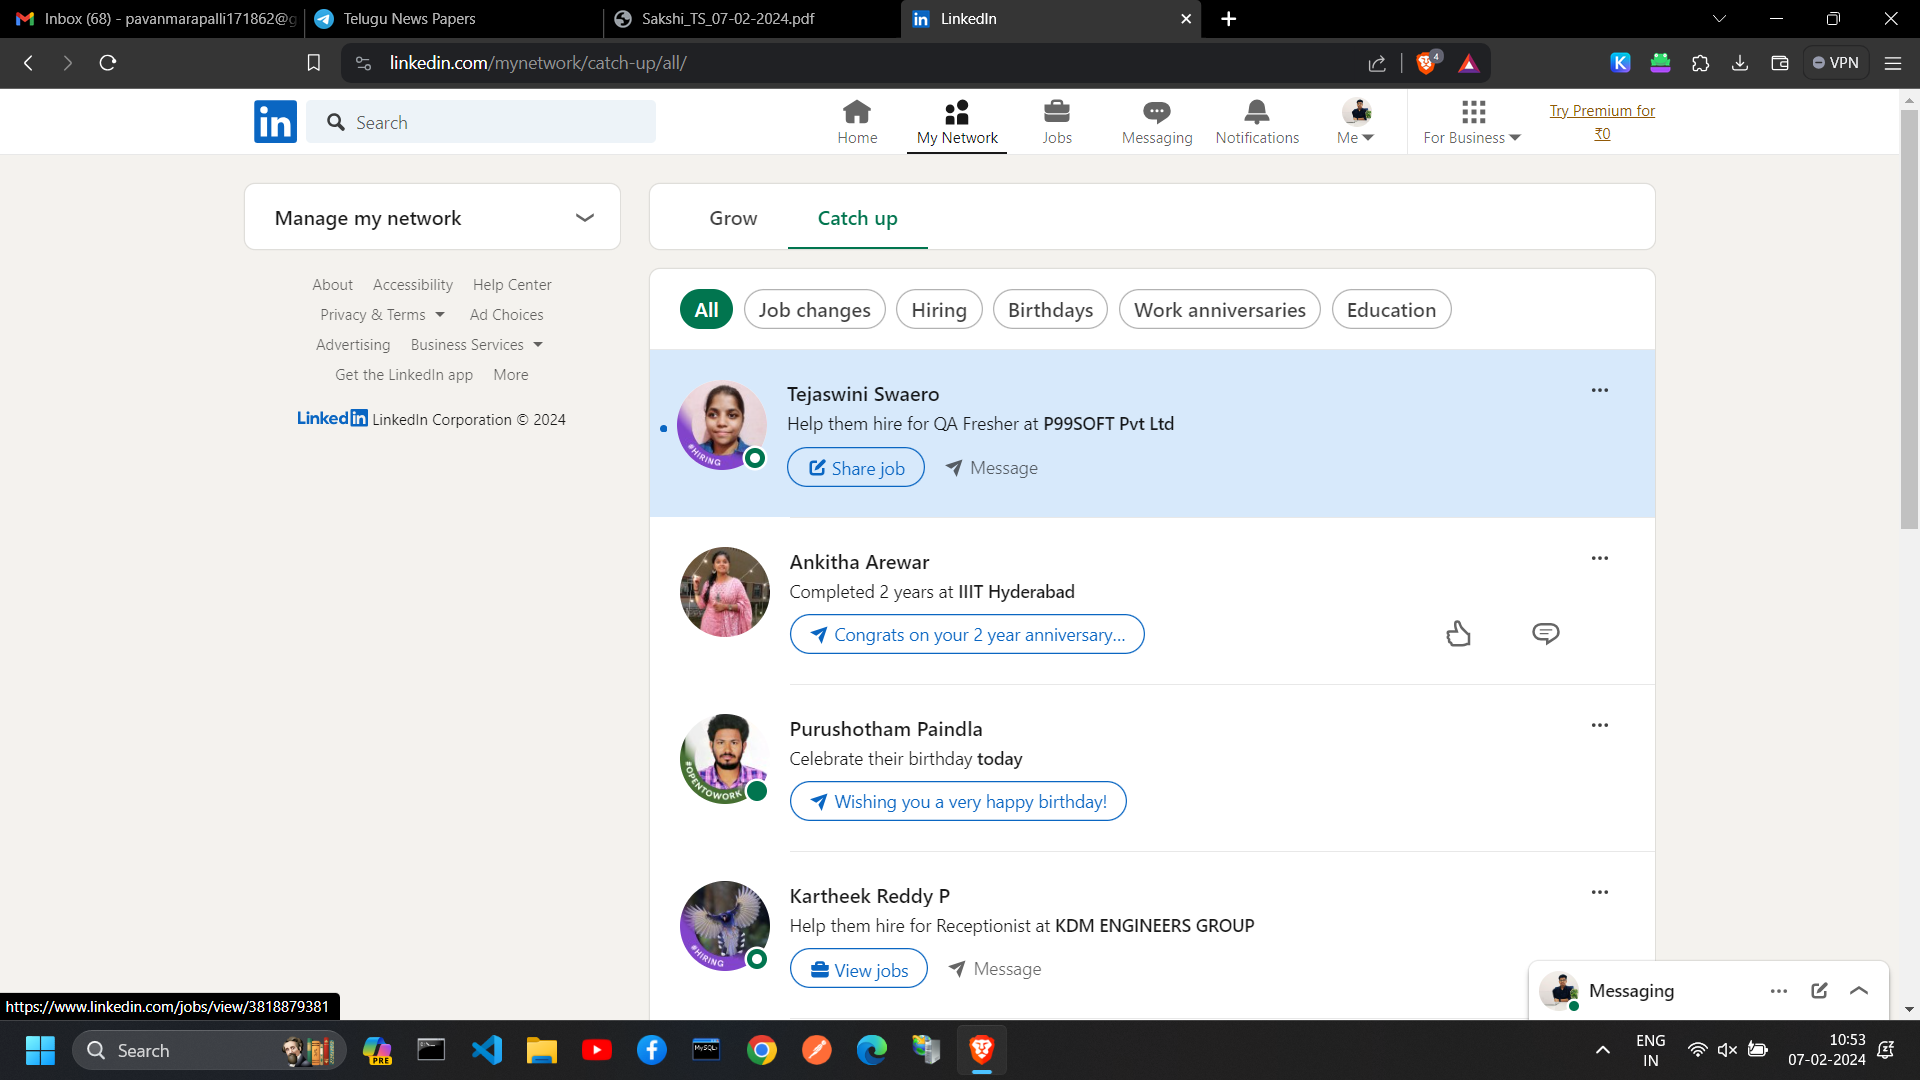 Inbox (68) - pavanmarapalli171862@g
Telugu News Papers
Sakshi_TS_07-02-2024.pdf
LinkedIn
linkedin.com/mynetwork/catch-up/all/
4
K
VPN
in
Search
Home
My Network
Jobs
Messaging
Notifications
Me
For Business
Try Premium for
₹0
Manage my network
Grow
Catch up
About
Accessibility
Help Center
Privacy & Terms
Ad Choices
Advertising
Business Services
Get the LinkedIn app
More
LinkedIn LinkedIn Corporation © 2024
All
Job changes
Hiring
Birthdays
Work anniversaries
Education
#HIRING
Tejaswini Swaero
Help them hire for QA Fresher at P99SOFT Pvt Ltd
Share job
Message
Ankitha Arewar
Completed 2 years at IIIT Hyderabad
Congrats on your 2 year anniversary...
#OPENTOWORK
Purushotham Paindla
Celebrate their birthday today
Wishing you a very happy birthday!
#HIRING
Kartheek Reddy P
Help them hire for Receptionist at KDM ENGINEERS GROUP
View jobs
Message
Messaging
https://www.linkedin.com/jobs/view/3818879381
Search
PRE
MySQL
ENG
IN
10:53
07-02-2024